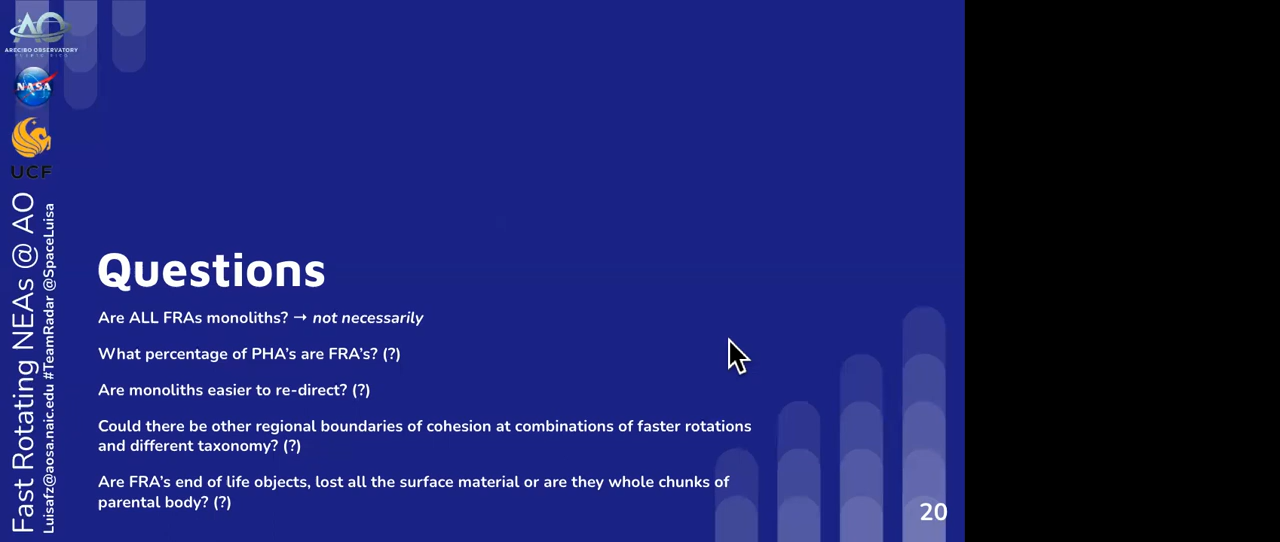 AO
ARECIBO OBSERVATORY
PUERTO RICO
NASA
UCF
Fast Rotating NEAs @ AO
Luisafz@aosa.naic.edu #TeamRadar @SpaceLuisa
Questions
Are ALL FRAs monoliths? → not necessarily
What percentage of PHA's are FRA's? (?)
Are monoliths easier to re-direct? (?)
Could there be other regional boundaries of cohesion at combinations of faster rotations
and different taxonomy? (?)
Are FRA's end of life objects, lost all the surface material or are they whole chunks of
parental body? (?)
20